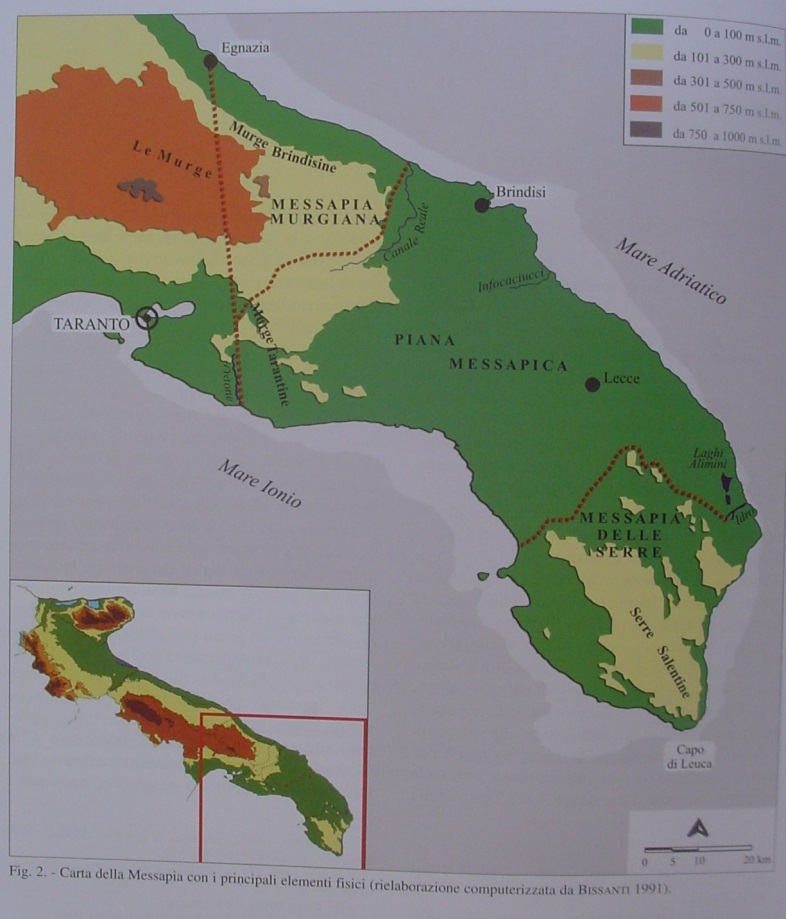 da 0 a 100 m s.l.m.
da 101 a 300 m s.l.m.
da 301 a 500 m s.l.m.
da 501 a 750 m s.l.m.
da 750 a 1000 m s.l.m.
Egnazia
Murge Brindisine
Le Murge
MESSAPIA
MURGIANA
Brindisi
Canale Reale
Mare Adriatico
Infocaciucci
TARANTO
Murge Tarantine
PIANA
MESSAPICA
Lecce
Mare Ionio
Laghi
Alimini
Idro
MESSAPIA
DELLE
SERRE
Serre Salentine
Capo
di Leuca
0 5 10 20 km
Fig. 2. - Carta della Messapia con i principali elementi fisici (rielaborazione computerizzata da BISSANTI 1991).